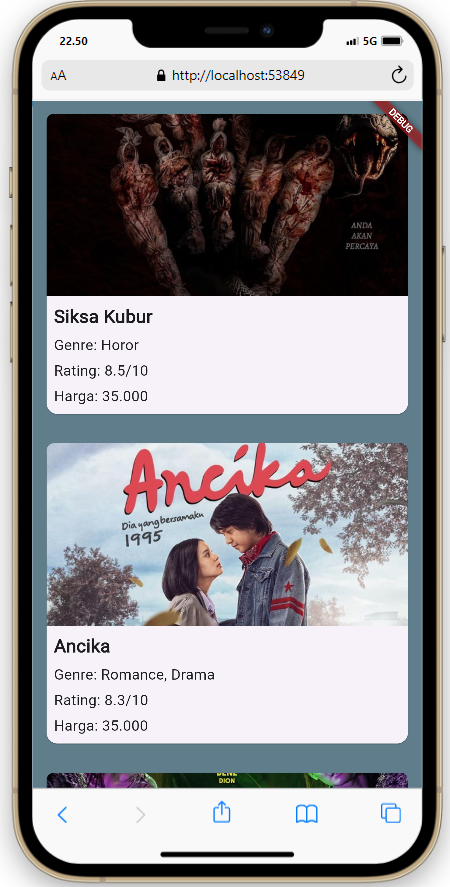 22.50
5G
AA
http://localhost:53849
DEBUG
ANDA
AKAN
PERCAYA
Siksa Kubur
Genre: Horor
Rating: 8.5/10
Harga: 35.000
Ancika
Dia yang bersamaku
1995
Ancika
Genre: Romance, Drama
Rating: 8.3/10
Harga: 35.000
BENE
DION